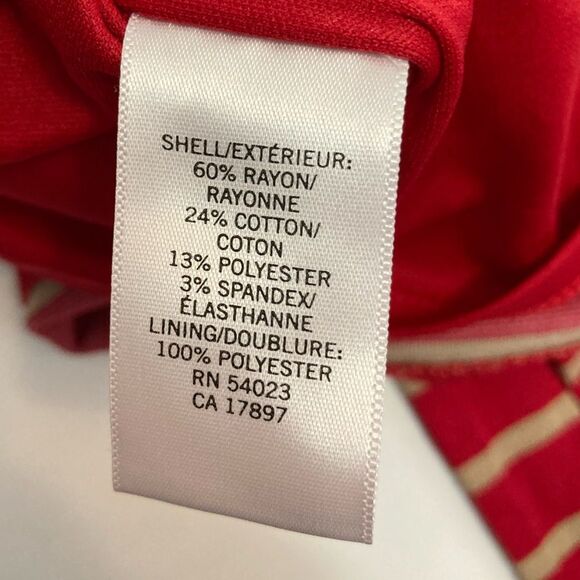 SHELL/EXTÉRIEUR:
60% RAYON/
RAYONNE
24% COTTON/
COTON
13% POLYESTER
3% SPANDEX/
ÉLASTHANNE
LINING/DOUBLURE:
100% POLYESTER
RN 54023
CA 17897